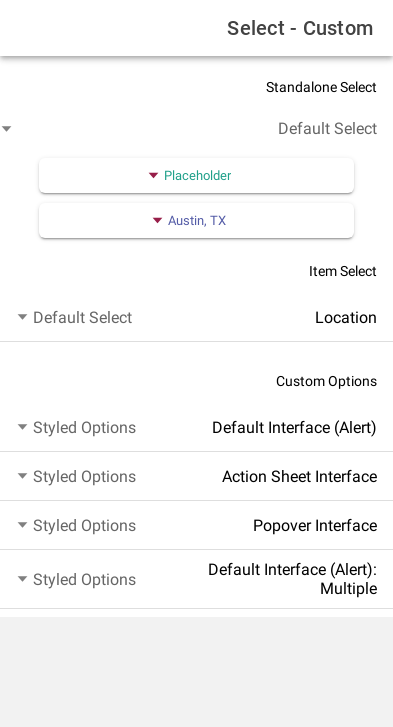 Select - Custom
Standalone Select
Default Select
Placeholder
Austin, TX
Item Select
Location
Default Select
Custom Options
Default Interface (Alert)
Styled Options
Action Sheet Interface
Styled Options
Popover Interface
Styled Options
Default Interface (Alert):
Multiple
Styled Options